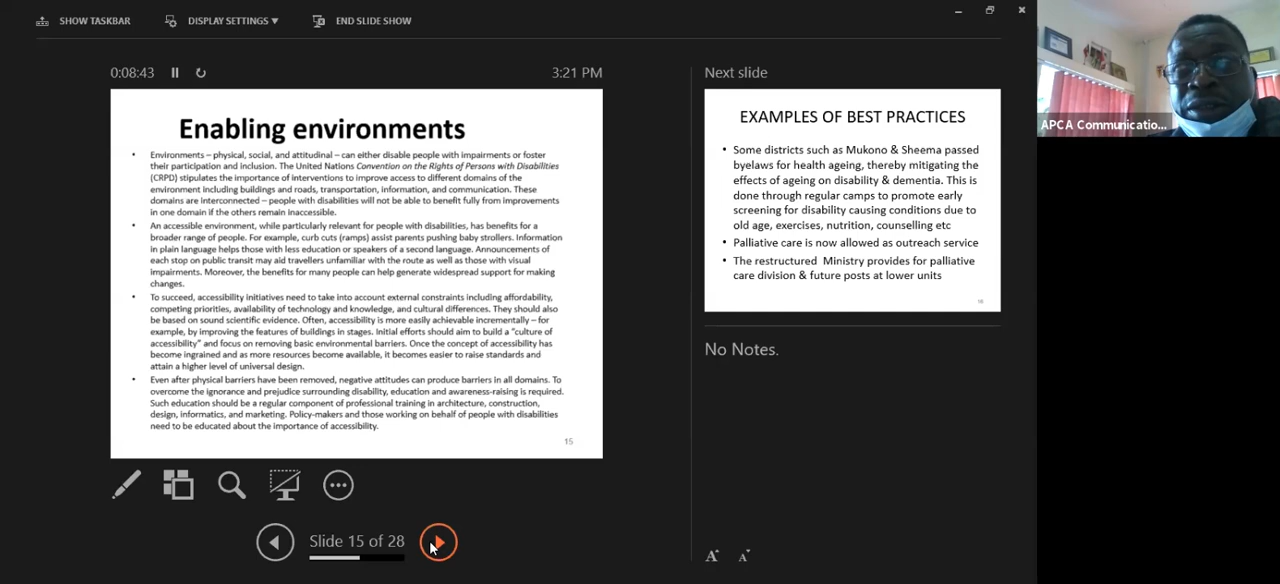 SHOW TASKBAR
DISPLAY SETTINGS ▼
END SLIDE SHOW
0:08:43
3:21 PM
Enabling environments
• Environments – physical, social, and attitudinal – can either disable people with impairments or foster
their participation and inclusion. The United Nations Convention on the Rights of Persons with Disabilities
(CRPD) stipulates the importance of interventions to improve access to different domains of the
environment including buildings and roads, transportation, information, and communication. These
domains are interconnected – people with disabilities will not be able to benefit fully from improvements
in one domain if the others remain inaccessible.
• An accessible environment, while particularly relevant for people with disabilities, has benefits for a
broader range of people. For example, curb cuts (ramps) assist parents pushing baby strollers. Information
in plain language helps those with less education or speakers of a second language. Announcements of
each stop on public transit may aid travellers unfamiliar with the route as well as those with visual
impairments. Moreover, the benefits for many people can help generate widespread support for making
changes.
• To succeed, accessibility initiatives need to take into account external constraints including affordability,
competing priorities, availability of technology and knowledge, and cultural differences. They should also
be based on sound scientific evidence. Often, accessibility is more easily achievable incrementally – for
example, by improving the features of buildings in stages. Initial efforts should aim to build a "culture of
accessibility" and focus on removing basic environmental barriers. Once the concept of accessibility has
become ingrained and as more resources become available, it becomes easier to raise standards and
attain a higher level of universal design.
• Even after physical barriers have been removed, negative attitudes can produce barriers in all domains. To
overcome the ignorance and prejudice surrounding disability, education and awareness-raising is required.
Such education should be a regular component of professional training in architecture, construction,
design, informatics, and marketing. Policy-makers and those working on behalf of people with disabilities
need to be educated about the importance of accessibility.
15
Slide 15 of 28
Next slide
EXAMPLES OF BEST PRACTICES
• Some districts such as Mukono & Sheema passed
byelaws for health ageing, thereby mitigating the
effects of ageing on disability & dementia. This is
done through regular camps to promote early
screening for disability causing conditions due to
old age, exercises, nutrition, counselling etc
• Palliative care is now allowed as outreach service
• The restructured Ministry provides for palliative
care division & future posts at lower units
16
No Notes.
A A
APCA Communicatio...